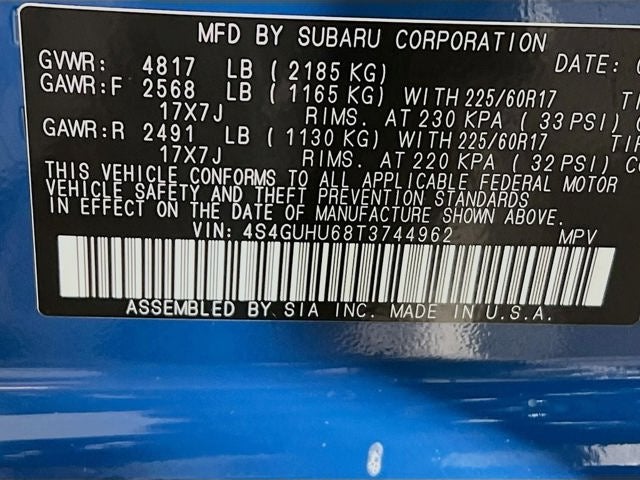 MFD BY SUBARU CORPORATION DATE:
GVWR: 4817 LB (2185 KG)
GAWR:F 2568 LB (1165 KG) WITH 225/60R17
17X7J RIMS. AT 230 KPA (33 PSI)
GAWR:R 2491 LB (1130 KG) WITH 225/60R17
17X7J RIMS. AT 220 KPA (32 PSI)
THIS VEHICLE CONFORMS TO ALL APPLICABLE FEDERAL MOTOR
VEHICLE SAFETY AND THEFT PREVENTION STANDARDS
IN EFFECT ON THE DATE OF MANUFACTURE SHOWN ABOVE.
VIN: 4S4GUHU68T3744962 MPV
ASSEMBLED BY SIA INC. MADE IN U.S.A.